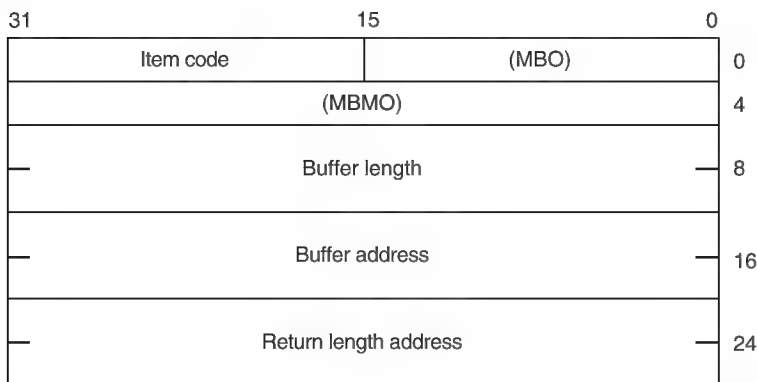 31 15 0
Item code (MBO) 0
(MBMO) 4
Buffer length 8
Buffer address 16
Return length address 24